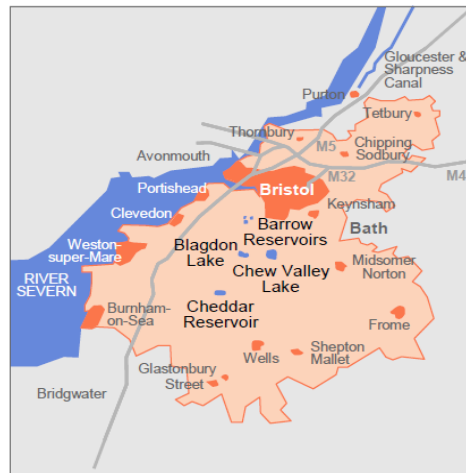 Gloucester &
Sharpness
Canal
Purton
Tetbury
Thornbury
M5
Chipping
Sodbury
Avonmouth
M4
M32
Portishead
Bristol
Keynsham
Clevedon
Barrow
Reservoirs
Bath
Weston-
super-Mare
Blagdon
Lake
Midsomer
Norton
Chew Valley
Lake
RIVER
SEVERN
Cheddar
Reservoir
Burnham-
on-Sea
Frome
Wells
Shepton
Mallet
Glastonbury
Street
Bridgwater